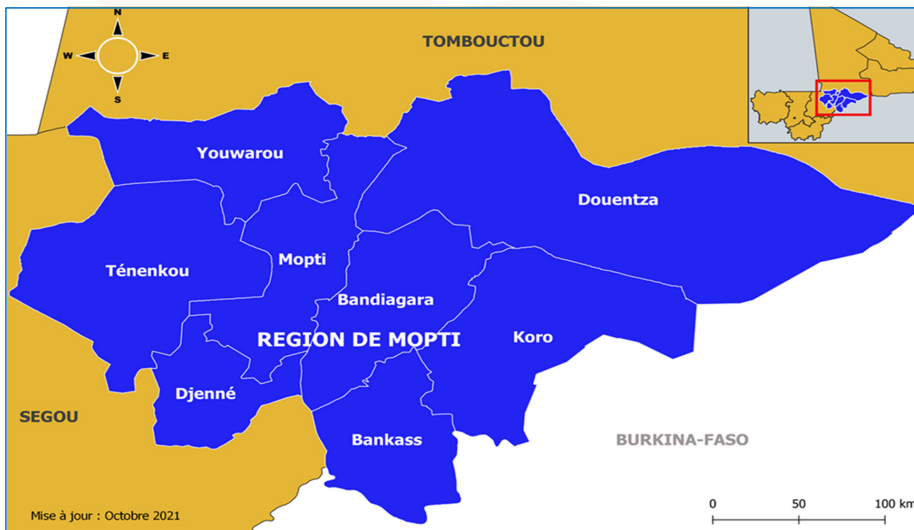 N
W E
S
TOMBOUCTOU
Youwarou
Douentza
Mopti
Ténenkou
Bandiagara
REGION DE MOPTI
Koro
Djenné
SEGOU
Bankass
BURKINA-FASO
Mise à jour : Octobre 2021
0 50 100 km